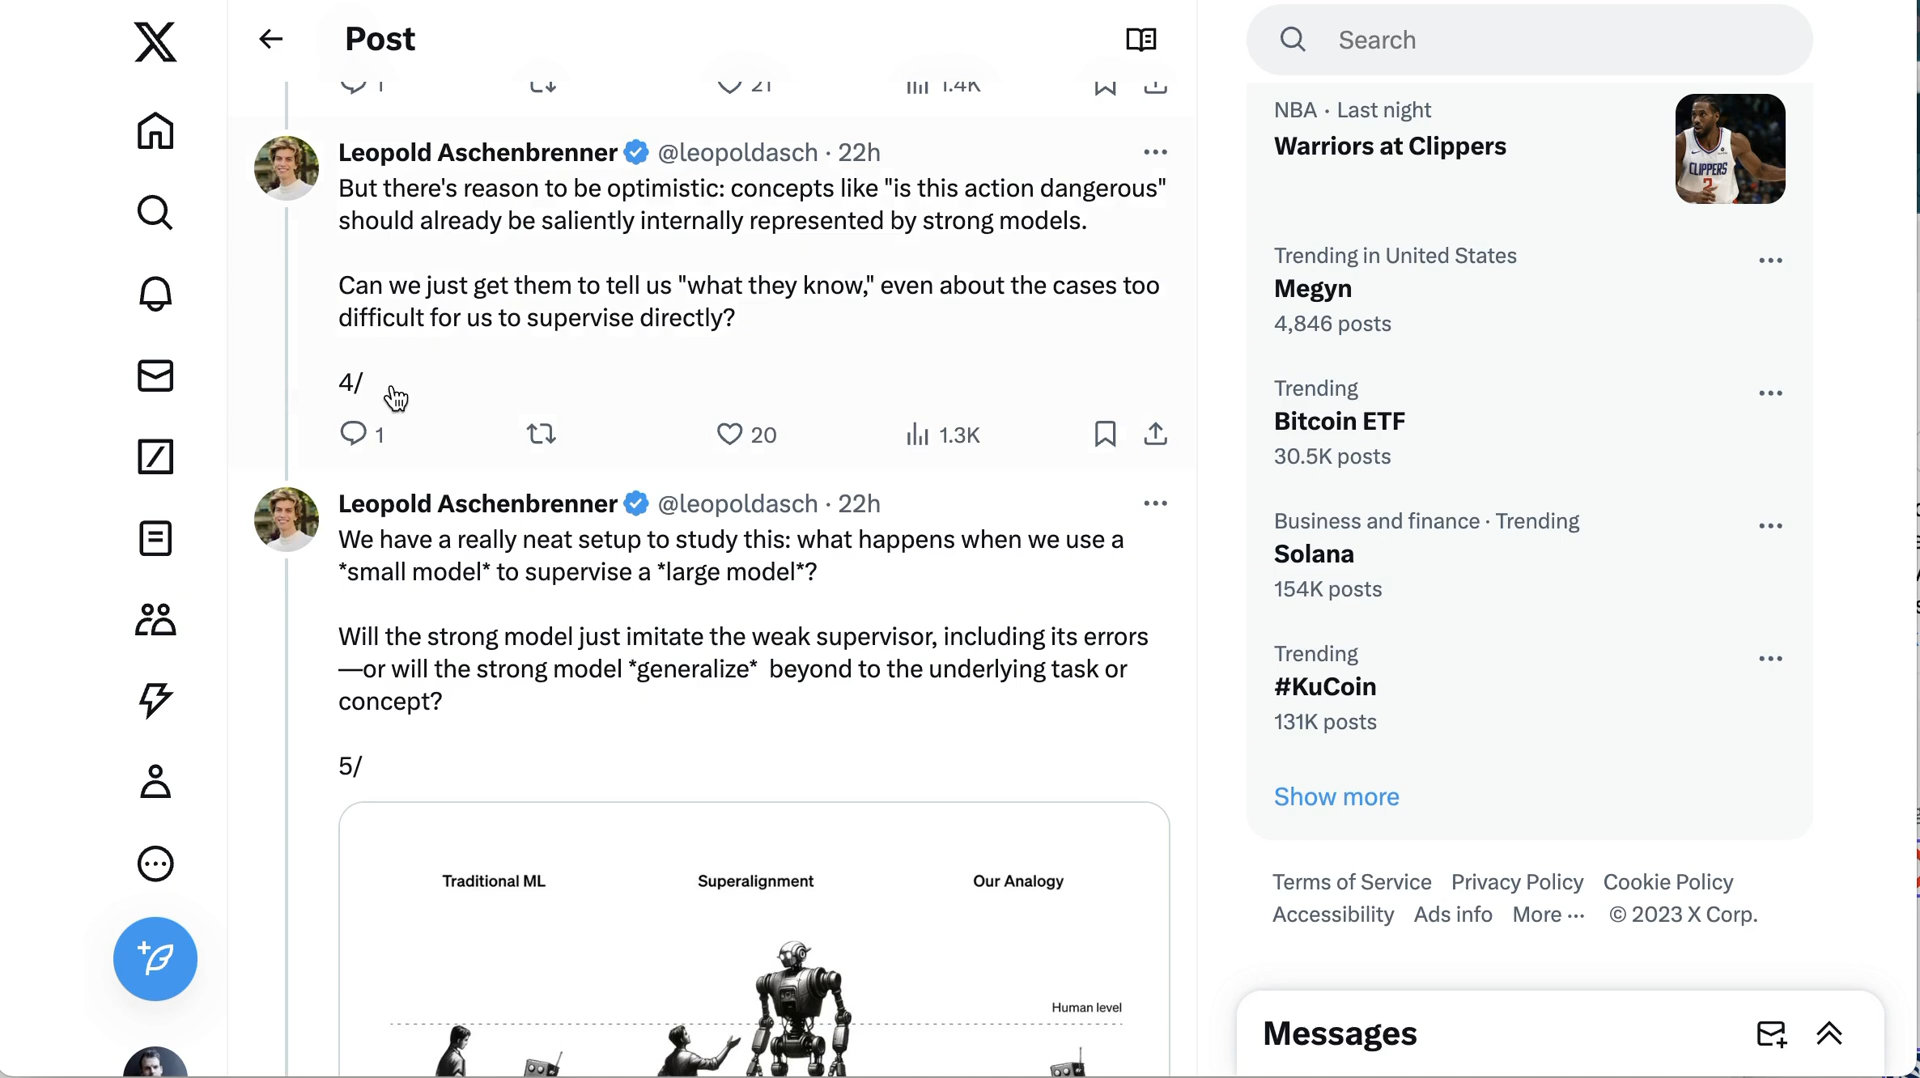 Post
1
21
1.4K
Leopold Aschenbrenner @leopoldasch · 22h
But there's reason to be optimistic: concepts like "is this action dangerous"
should already be saliently internally represented by strong models.
Can we just get them to tell us "what they know," even about the cases too
difficult for us to supervise directly?
4/
1
20
1.3K
Leopold Aschenbrenner @leopoldasch · 22h
We have a really neat setup to study this: what happens when we use a
*small model* to supervise a *large model*?
Will the strong model just imitate the weak supervisor, including its errors
—or will the strong model *generalize*  beyond to the underlying task or
concept?
5/
Traditional ML
Superalignment
Our Analogy
Human level
Search
NBA · Last night
Warriors at Clippers
CLIPPERS
2
Trending in United States
Megyn
4,846 posts
Trending
Bitcoin ETF
30.5K posts
Business and finance · Trending
Solana
154K posts
Trending
#KuCoin
131K posts
Show more
Terms of Service Privacy Policy Cookie Policy
Accessibility Ads info More ··· © 2023 X Corp.
Messages